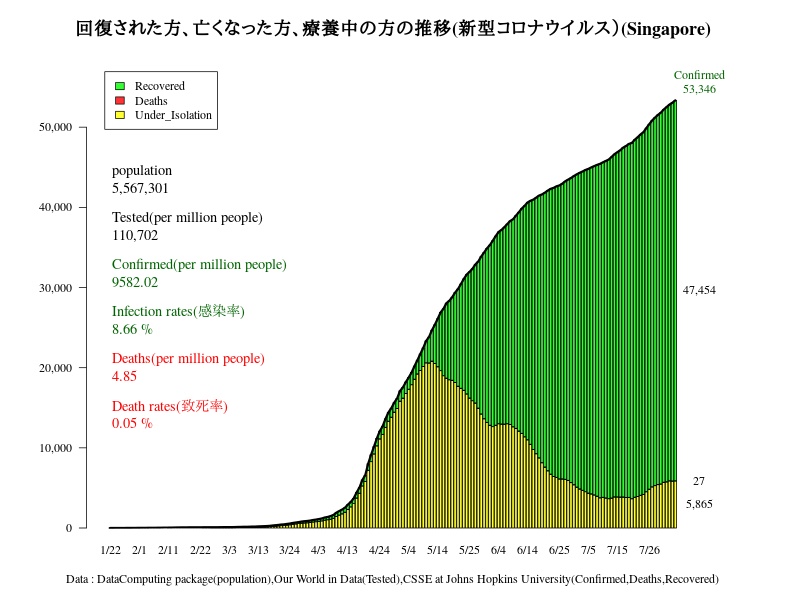 回復された方、亡くなった方、療養中の方の推移(新型コロナウイルス)(Singapore)
Confirmed
53,346
Recovered
Deaths
Under_Isolation
50,000
40,000
30,000
20,000
10,000
0
population
5,567,301
Tested(per million people)
110,702
Confirmed(per million people)
9582.02
Infection rates(感染率)
8.66 %
Deaths(per million people)
4.85
Death rates(致死率)
0.05 %
47,454
27
5,865
1/22 2/1 2/11 2/22 3/3 3/13 3/24 4/3 4/13 4/24 5/4 5/14 5/25 6/4 6/14 6/25 7/5 7/15 7/26
Data : DataComputing package(population),Our World in Data(Tested),CSSE at Johns Hopkins University(Confirmed,Deaths,Recovered)